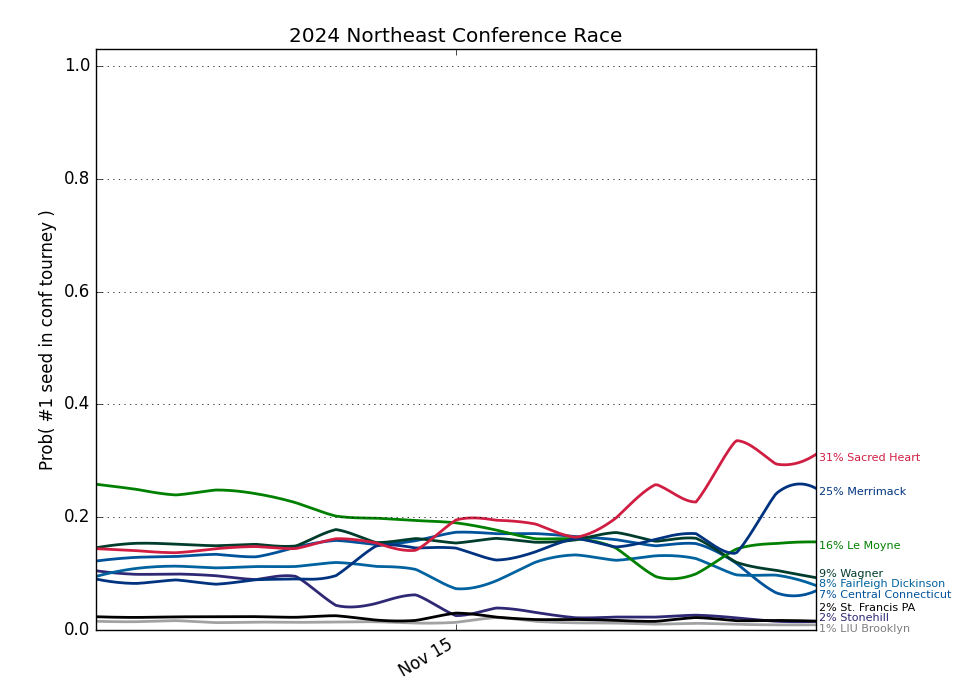 2024 Northeast Conference Race
Prob( #1 seed in conf tourney )
1.0
0.8
0.6
0.4
0.2
0.0
Nov 15
31% Sacred Heart
25% Merrimack
16% Le Moyne
9% Wagner
8% Fairleigh Dickinson
7% Central Connecticut
2% St. Francis PA
2% Stonehill
1% LIU Brooklyn